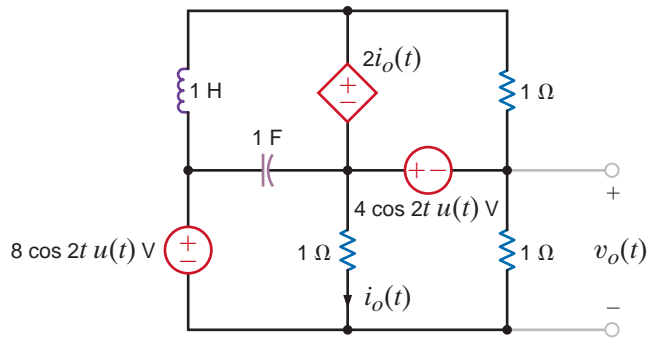 2i_o(t)
1 H
1 Ω
1 F
+
−
+ −
4 cos 2t u(t) V
+
8 cos 2t u(t) V
+
−
1 Ω
1 Ω
v_o(t)
i_o(t)
−